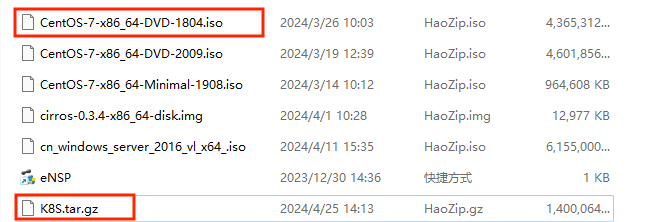 CentOS-7-x86_64-DVD-1804.iso 2024/3/26 10:03 HaoZip.iso 4,365,312...
CentOS-7-x86_64-DVD-2009.iso 2024/3/19 12:39 HaoZip.iso 4,601,856...
CentOS-7-x86_64-Minimal-1908.iso 2024/3/14 10:12 HaoZip.iso 964,608 KB
cirros-0.3.4-x86_64-disk.img 2024/4/1 10:28 HaoZip.img 12,977 KB
cn_windows_server_2016_vl_x64_.iso 2024/4/11 15:35 HaoZip.iso 6,155,000...
eNSP 2023/12/30 14:36 快捷方式 1 KB
K8S.tar.gz 2024/4/25 14:13 HaoZip.gz 1,400,064...